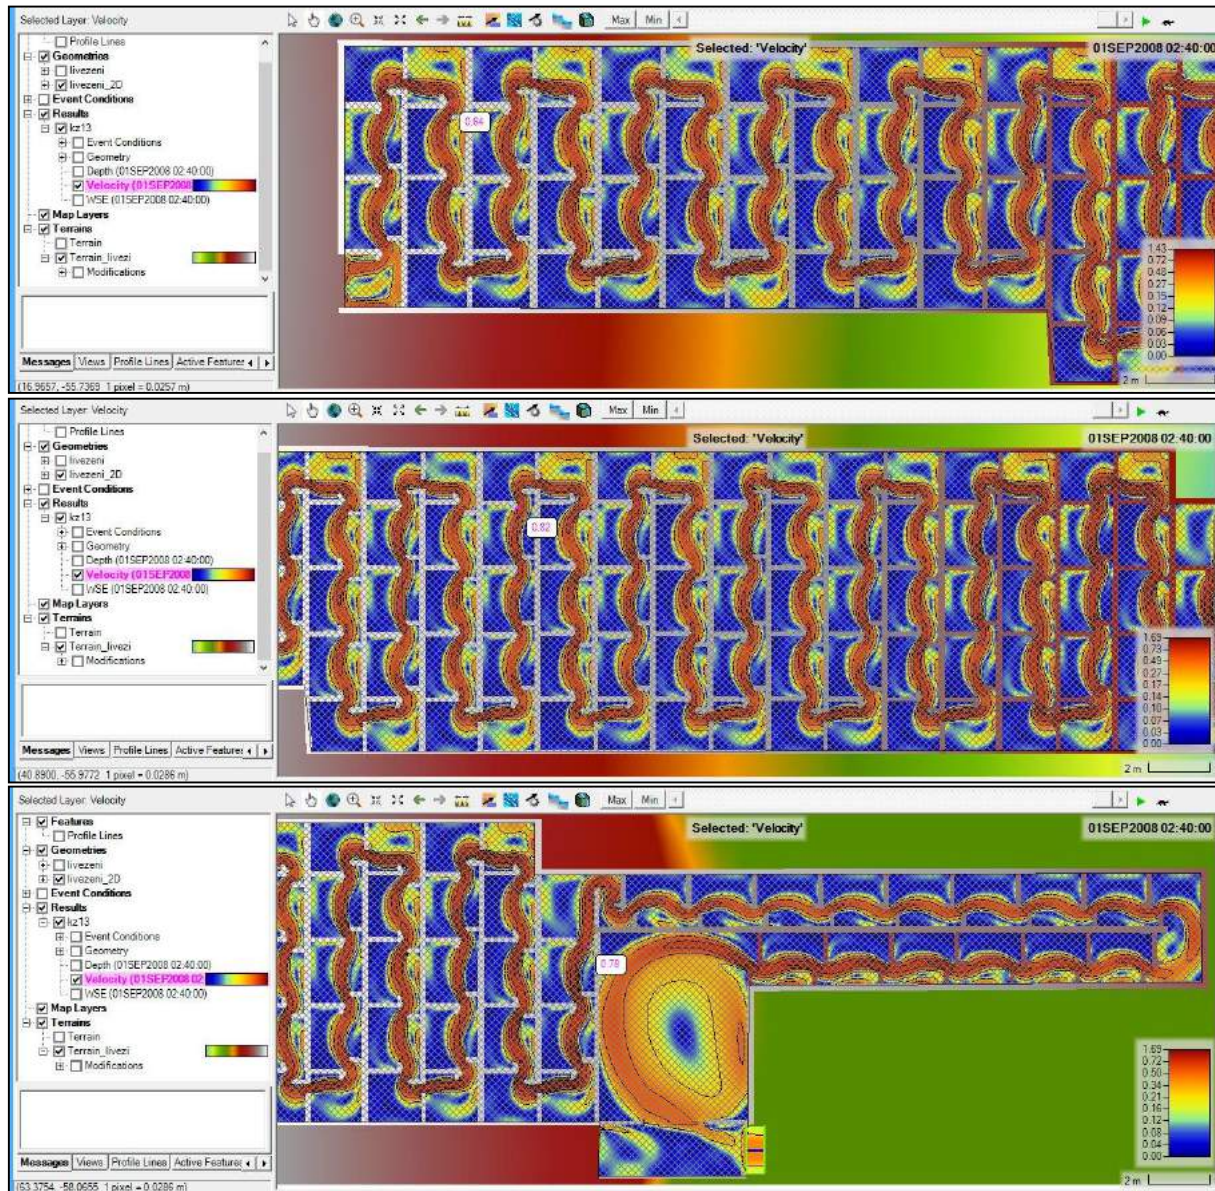 Selected Layer: Velocity
Max Min
Profile Lines
Geometries
livezeni
livezeni_2D
Event Conditions
Results
kz13
Event Conditions
Geometry
Depth (01SEP2008 02:40:00)
Velocity (01SEP2008
WSE (01SEP2008 02:40:00)
Map Layers
Terrains
Terrain
Terrain_livezi
Modifications
Messages Views Profile Lines Active Features
(16.9657, -55.7369 1 pixel = 0.0257 m)
Selected: 'Velocity'
01SEP2008 02:40:00
0.84
1.43
0.72
0.48
0.27
0.15
0.12
0.09
0.06
0.03
0.00
2 m
Selected Layer: Velocity
Max Min
Profile Lines
Geometries
livezeni
livezeni_2D
Event Conditions
Results
kz13
Event Conditions
Geometry
Depth (01SEP2008 02:40:00)
Velocity (01SEP2008
WSE (01SEP2008 02:40:00)
Map Layers
Terrains
Terrain
Terrain_livezi
Modifications
Messages Views Profile Lines Active Features
(40.8900, -55.9772 1 pixel = 0.0286 m)
Selected: 'Velocity'
01SEP2008 02:40:00
0.82
1.69
0.73
0.49
0.27
0.17
0.14
0.10
0.07
0.03
0.00
2 m
Selected Layer: Velocity
Max Min
Features
Profile Lines
Geometries
livezeni
livezeni_2D
Event Conditions
Results
kz13
Event Conditions
Geometry
Depth (01SEP2008 02:40:00)
Velocity (01SEP2008 02
WSE (01SEP2008 02:40:00)
Map Layers
Terrains
Terrain
Terrain_livezi
Modifications
Messages Views Profile Lines Active Features
(63.3754, -58.0655 1 pixel = 0.0286 m)
Selected: 'Velocity'
01SEP2008 02:40:00
0.78
1.69
0.72
0.50
0.34
0.21
0.16
0.12
0.08
0.04
0.00
2 m